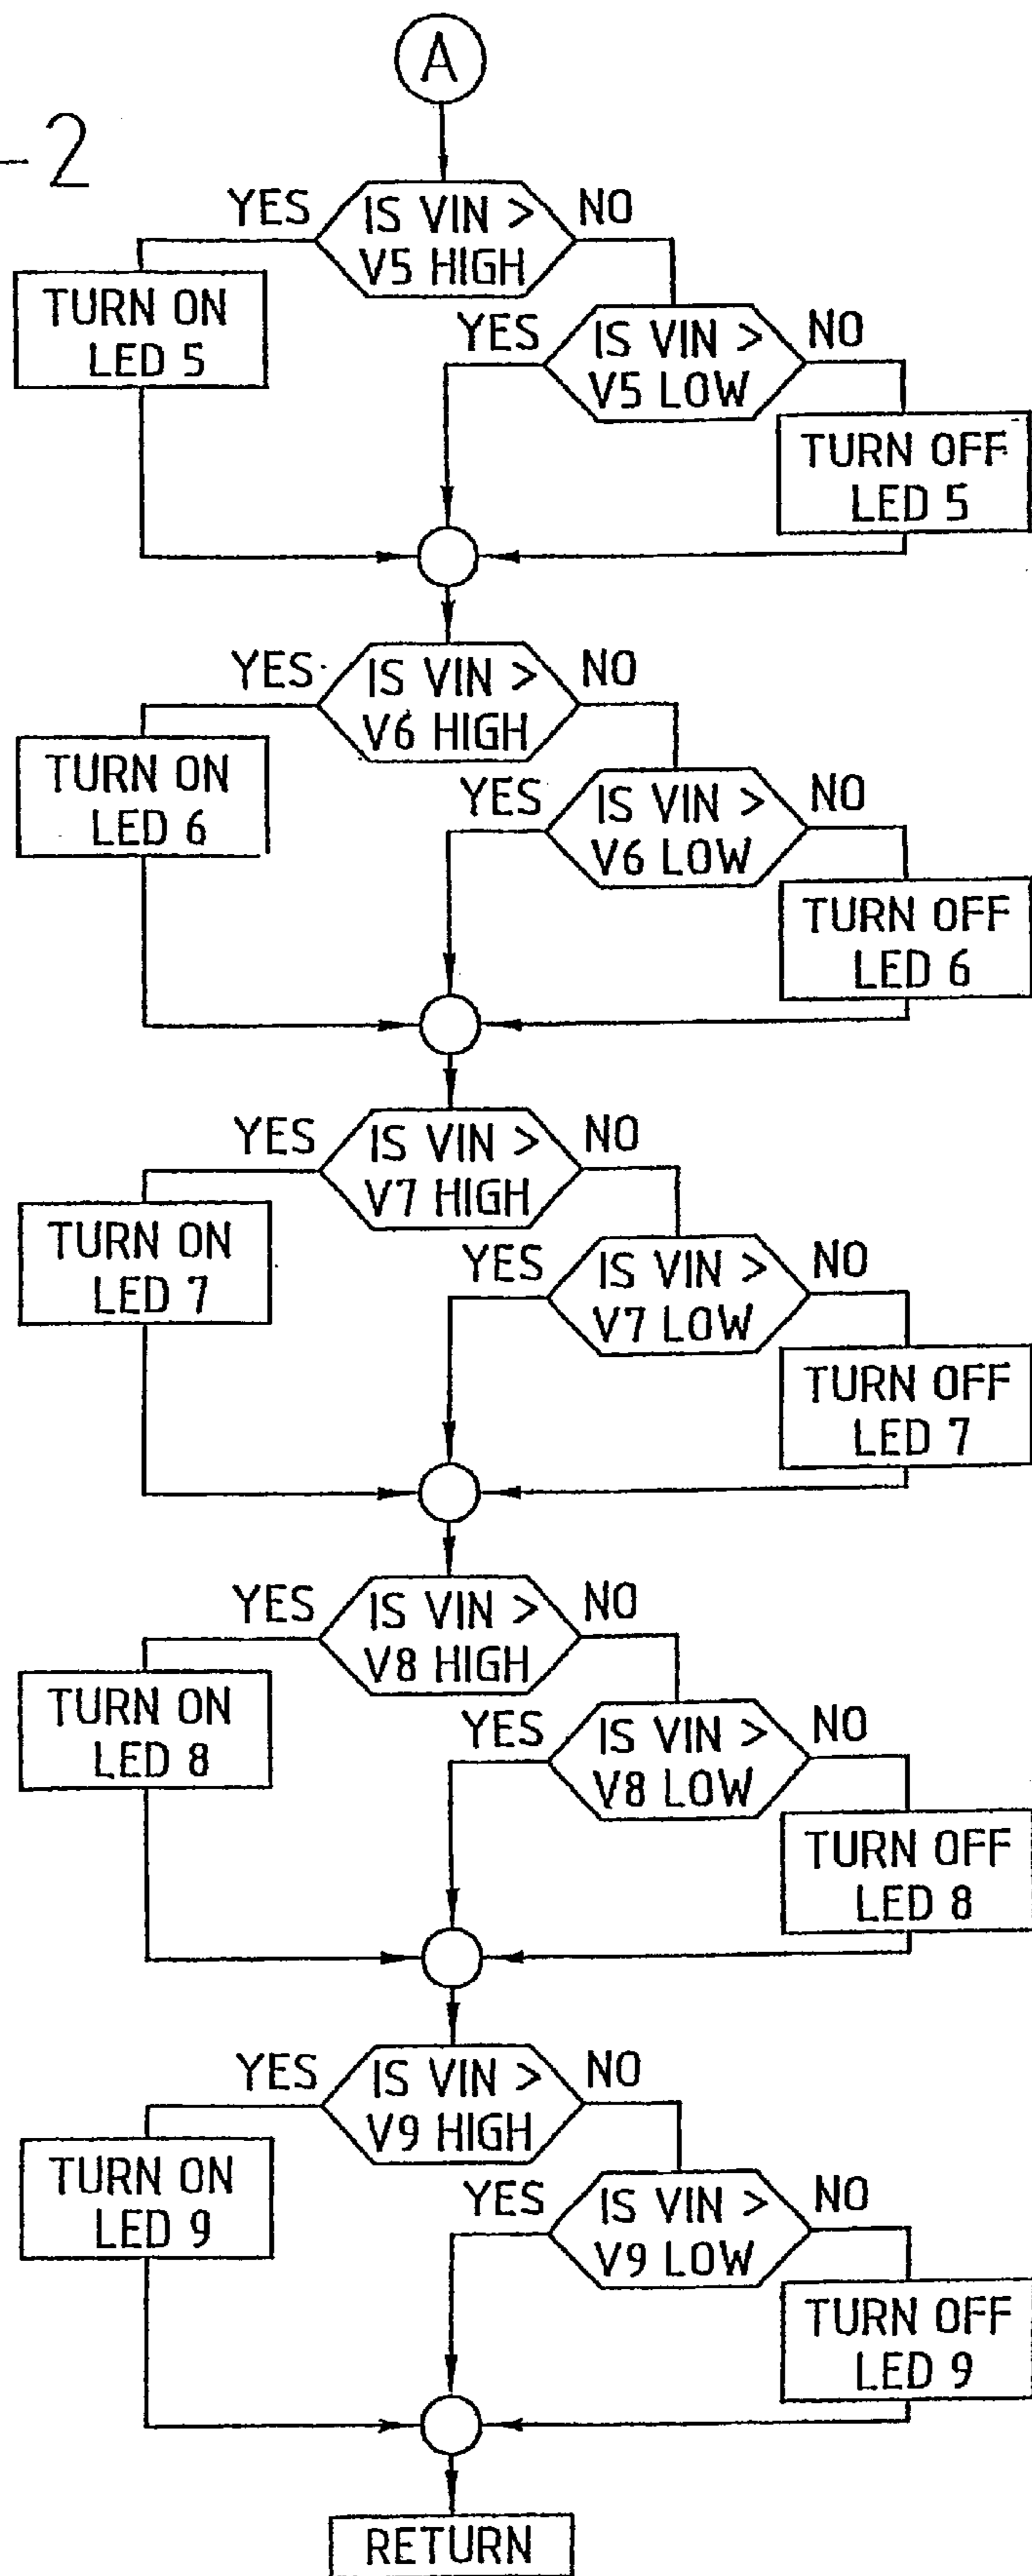 A
-2
YES
IS VIN >
V5 HIGH
NO
TURN ON
LED 5
YES
IS VIN >
V5 LOW
NO
TURN OFF
LED 5
YES
IS VIN >
V6 HIGH
NO
TURN ON
LED 6
YES
IS VIN >
V6 LOW
NO
TURN OFF
LED 6
YES
IS VIN >
V7 HIGH
NO
TURN ON
LED 7
YES
IS VIN >
V7 LOW
NO
TURN OFF
LED 7
YES
IS VIN >
V8 HIGH
NO
TURN ON
LED 8
YES
IS VIN >
V8 LOW
NO
TURN OFF
LED 8
YES
IS VIN >
V9 HIGH
NO
TURN ON
LED 9
YES
IS VIN >
V9 LOW
NO
TURN OFF
LED 9
RETURN